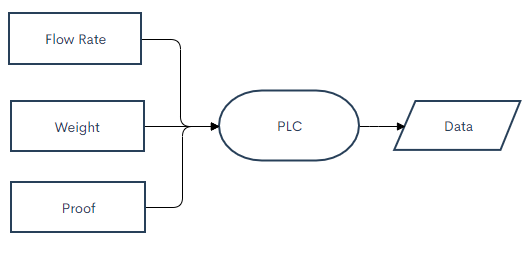 Flow Rate
Weight
PLC
Data
Proof